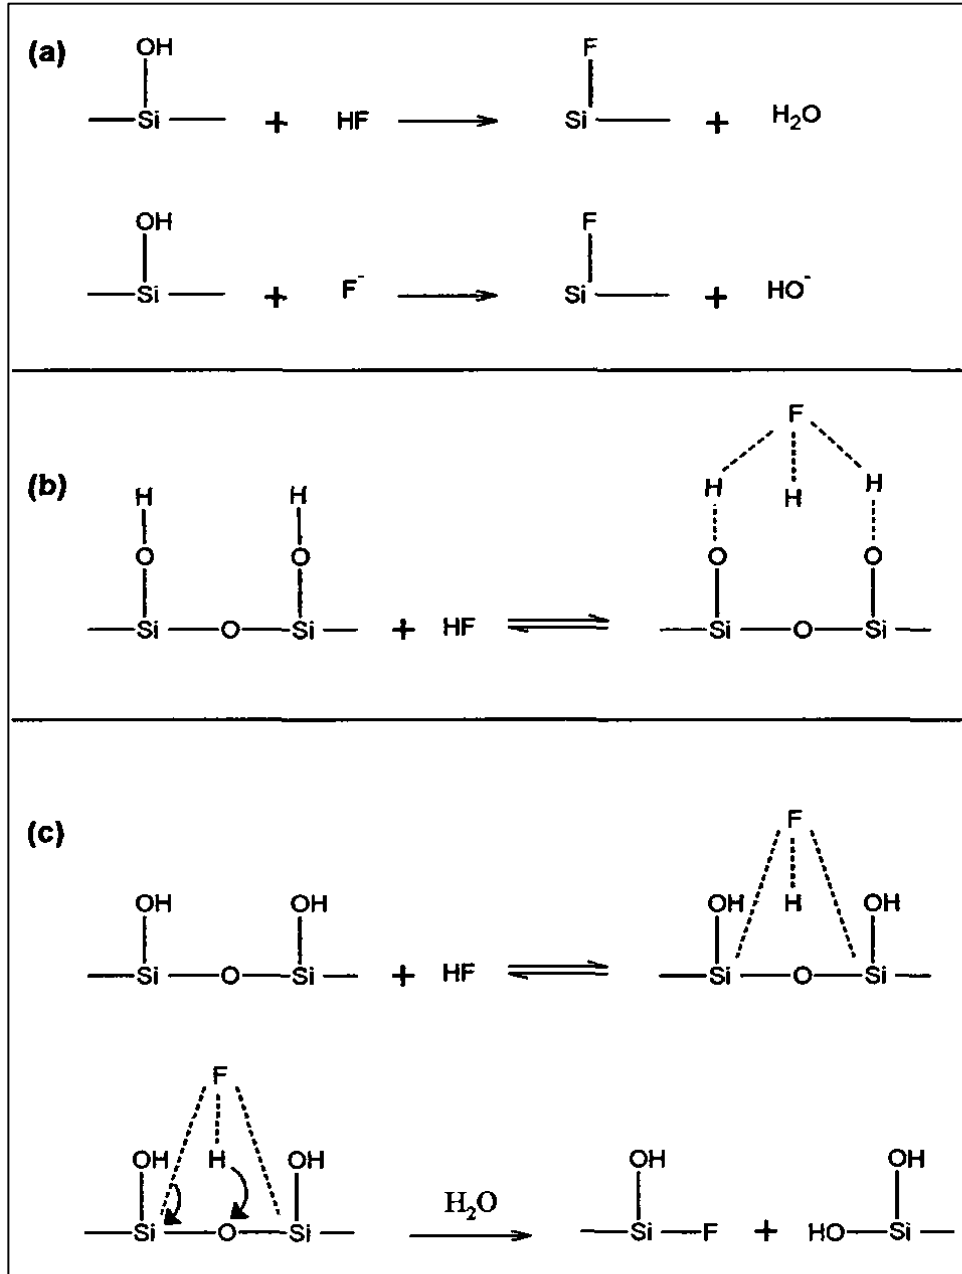 (a)
OH
Si + HF
F
Si + H₂O
OH
Si + F⁻
F
Si + HO⁻
(b)
H H
O O
Si O Si + HF
F
H H H
O O
Si O Si
(c)
OH OH
Si O Si + HF
F
OH H OH
Si O Si
F
OH H OH
Si O Si
H₂O
OH
Si F +
OH
HO Si